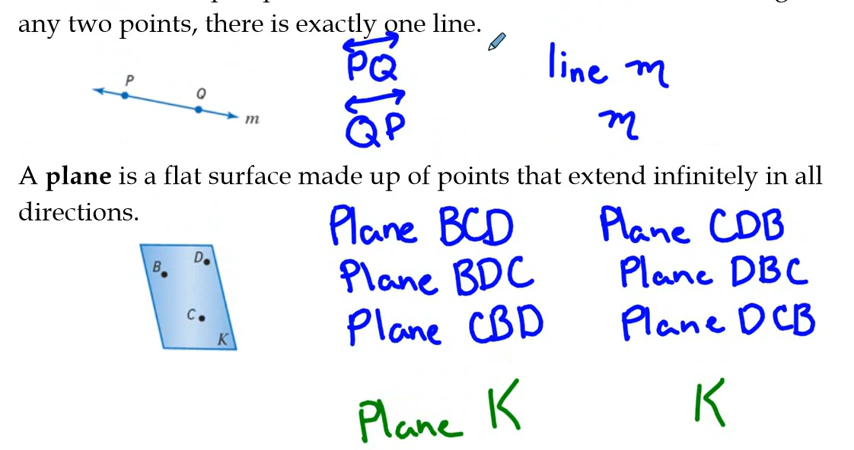 any two points, there is exactly one line.
PQ line m
P Q m
QP m
A plane is a flat surface made up of points that extend infinitely in all
directions.
Plane BCD Plane CDB
B D Plane BDC Plane DBC
C Plane CBD Plane DCB
K
Plane K K